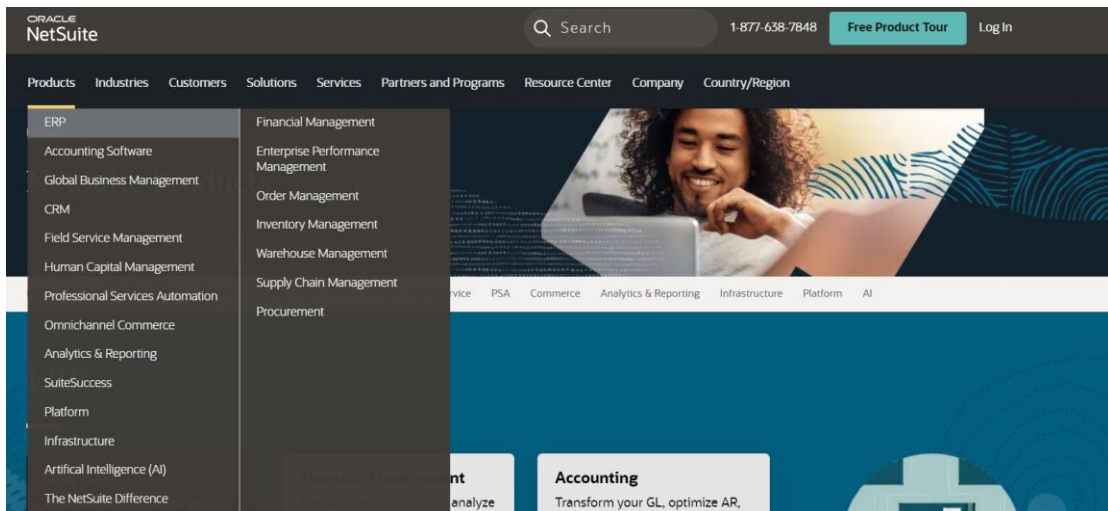 ORACLE
NetSuite
Search
1-877-638-7848
Free Product Tour
Log In
Products
Industries
Customers
Solutions
Services
Partners and Programs
Resource Center
Company
Country/Region
ERP
Accounting Software
Global Business Management
CRM
Field Service Management
Human Capital Management
Professional Services Automation
Omnichannel Commerce
Analytics & Reporting
SuiteSuccess
Platform
Infrastructure
Artifical Intelligence (AI)
The NetSuite Difference
Financial Management
Enterprise Performance
Management
Order Management
Inventory Management
Warehouse Management
Supply Chain Management
Procurement
PSA
Commerce
Analytics & Reporting
Infrastructure
Platform
AI
Financial Management
analyze
Accounting
Transform your GL, optimize AR,